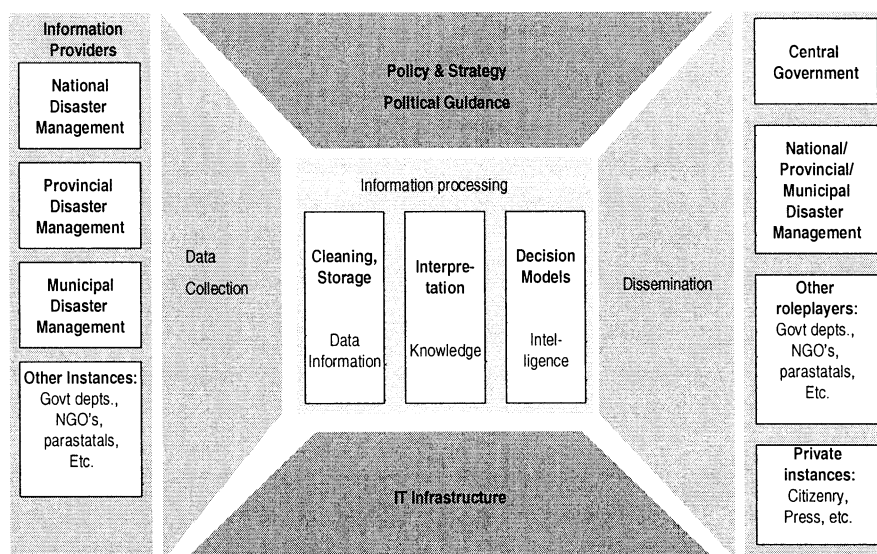 Information
Providers
National
Disaster
Management
Provincial
Disaster
Management
Municipal
Disaster
Management
Other Instances:
Govt depts.,
NGO's,
parastatals,
Etc.
Data
Collection
Policy & Strategy
Political Guidance
Information processing
Cleaning,
Storage
Data
Information
Interpre-
tation
Knowledge
Decision
Models
Intel-
ligence
IT Infrastructure
Dissemination
Central
Government
National/
Provincial/
Municipal
Disaster
Management
Other
roleplayers:
Govt depts.,
NGO's,
parastatals,
Etc.
Private
instances:
Citizenry,
Press, etc.